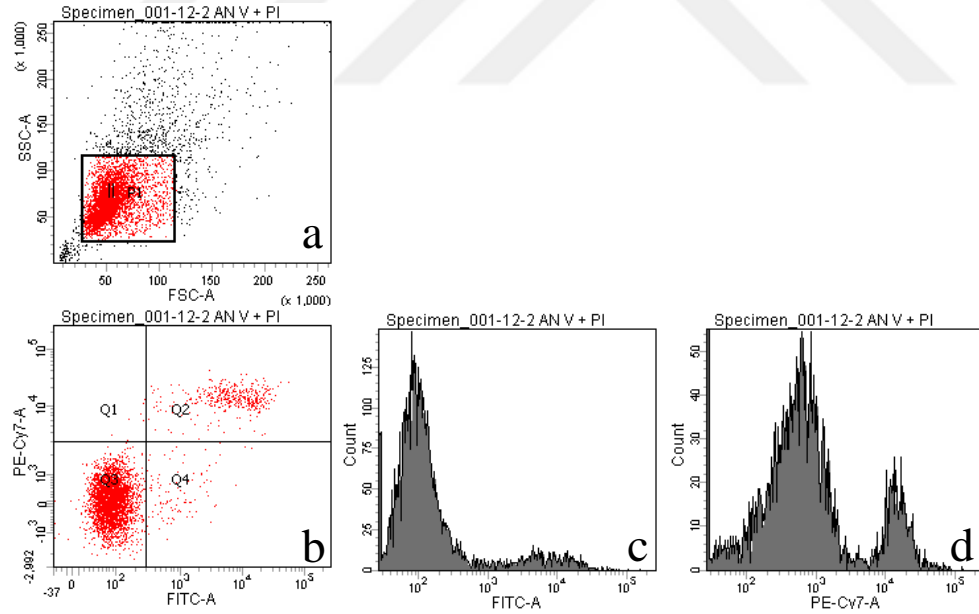 Specimen_001-12-2 AN V + PI
(x 1,000)
250
200
150
100
50
SSC-A
II P1
a
50 100 150 200 250
FSC-A
(x 1,000)
Specimen_001-12-2 AN V + PI
10^5
10^4
10^3
0
-10^3
-2,992
PE-Cy7-A
Q1 Q2
Q3 Q4
b
-37 0 10^2 10^3 10^4 10^5
FITC-A
Specimen_001-12-2 AN V + PI
125
100
75
50
25
0
Count
c
10^2 10^3 10^4 10^5
FITC-A
Specimen_001-12-2 AN V + PI
50
40
30
20
10
0
Count
d
10^2 10^3 10^4 10^5
PE-Cy7-A